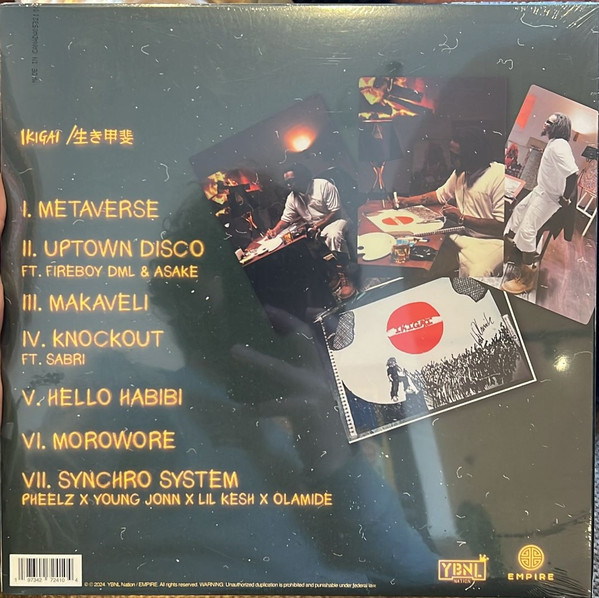 IKIGAI /生き甲斐
I. METAVERSE
II. UPTOWN DISCO
FT. FIREBOY DML & ASAKE
III. MAKAVELI
IV. KNOCKOUT
FT. SABRI
V. HELLO HABIBI
VI. MOROWORE
VII. SYNCHRO SYSTEM
PHEELZ X YOUNG JONN X LIL KESH X OLAMIDE
IKIGAI
Olamide
℗ © 2024 YBNL Nation / EMPIRE. All rights reserved. WARNING: Unauthorized duplication is prohibited and punishable under federal law
YBNL
NATION
EMPIRE